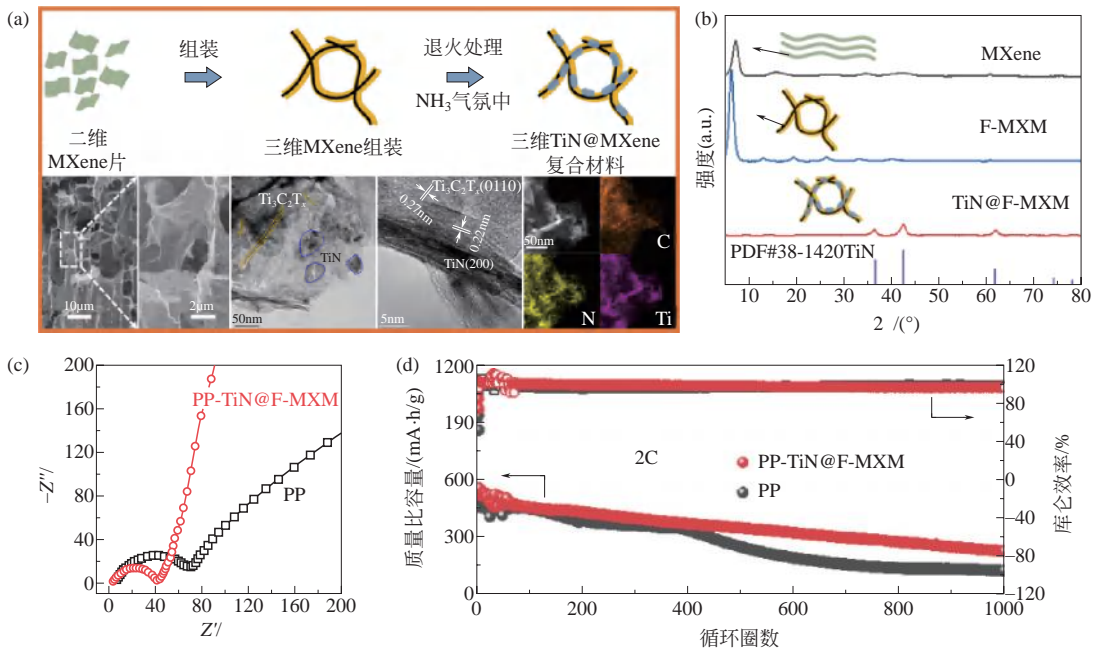 (a)
组装
退火处理
NH₃气氛中
二维
MXene片
三维MXene组装
三维TiN@MXene
复合材料
10μm
2μm
Ti₃C₂Tₓ
TiN
50nm
Ti₃C₂Tₓ(0110)
0.27nm
0.22nm
TiN(200)
5nm
50nm
C
N
Ti
(b)
MXene
F-MXM
TiN@F-MXM
PDF#38-1420TiN
强度(a.u.)
10 20 30 40 50 60 70 80
2 /(°)
(c)
200
160
120
80
40
0
PP-TiN@F-MXM
PP
−Z″/
0 40 80 120 160 200
Z′/
(d)
1200
900
600
300
0
质量比容量/(mA·h/g)
2C
PP-TiN@F-MXM
PP
120
80
40
0
−40
−80
−120
库仑效率/%
0 200 400 600 800 1000
循环圈数